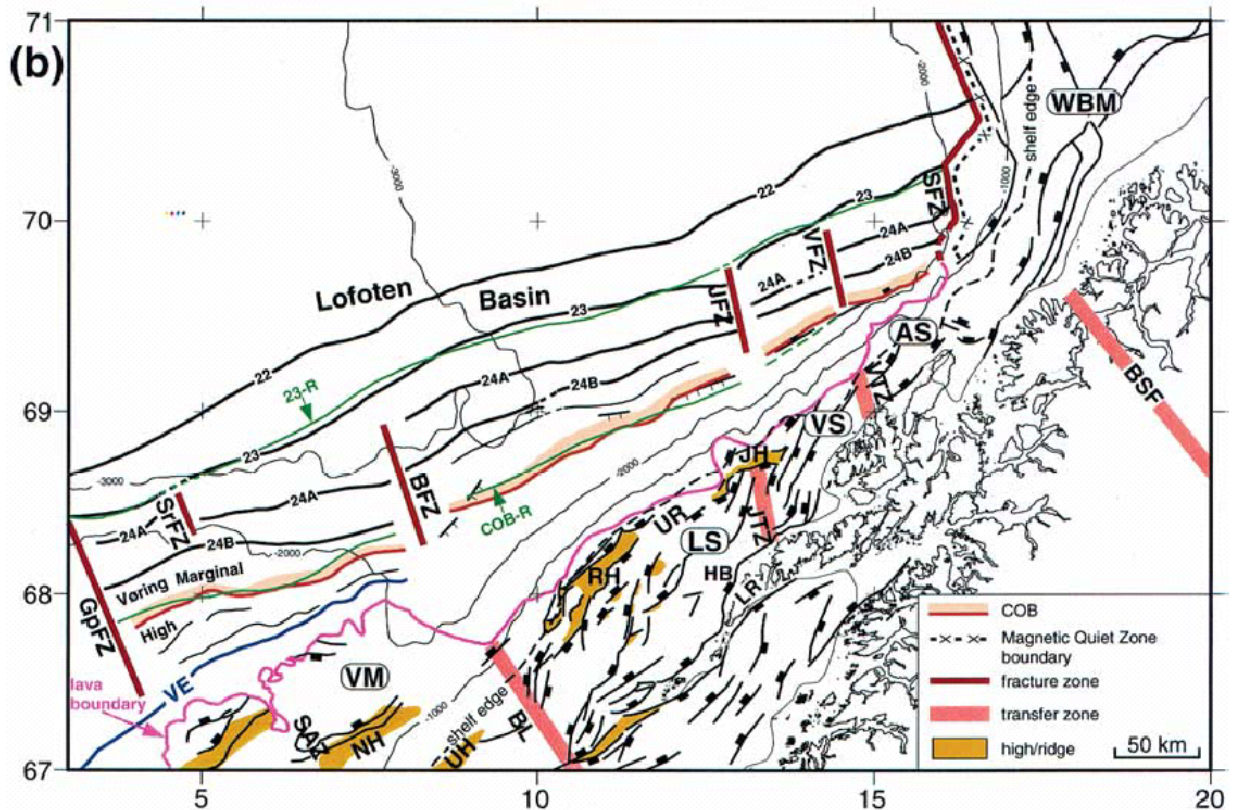 (b)
71
70
69
68
67
5
10
15
20
WBM
shelf edge
-2000
-1000
-3000
22
23
SFZ
24A
24B
VFZ
JFZ
24A
Lofoten Basin
23
22
23-R
24A
24B
AS
BSF
VTZ
VS
23
-3000
SrFZ
24A
BFZ
COB-R
-2000
JH
JTZ
UR
LS
24A
24B
-2000
HB
RH
LR
Vøring Marginal
High
GpFZ
VE
lava
boundary
VM
-1000
shelf edge
BL
SAZ
NH
UH
COB
Magnetic Quiet Zone
boundary
fracture zone
transfer zone
high/ridge
50 km